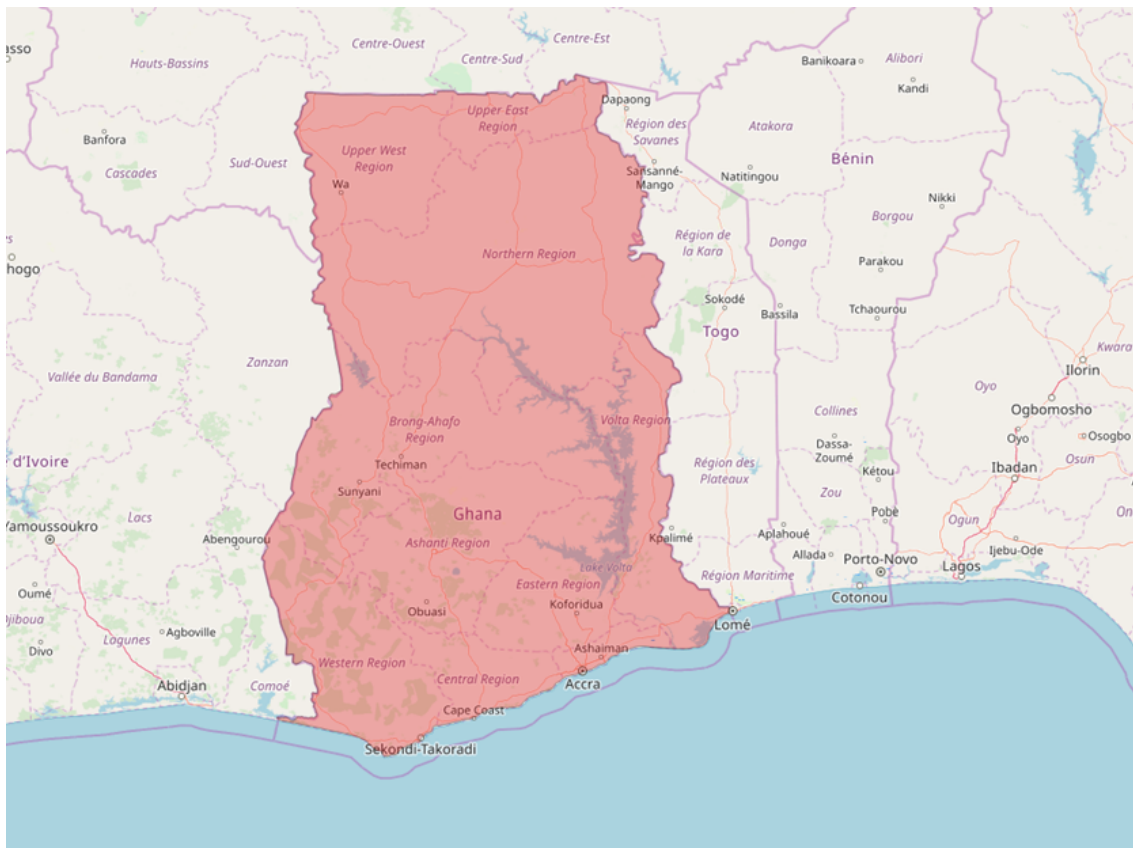 asso
Hauts-Bassins
Centre-Ouest
Centre-Sud
Centre-Est
Banikoara
Alibori
Kandi
Banfora
Cascades
Sud-Ouest
Upper East
Region
Dapaong
Région des
Savanes
Atakora
Upper West
Region
Wa
Sansanné-
Mango
Natitingou
Bénin
Nikki
Borgou
es
hogo
Northern Region
Région de
la Kara
Donga
Parakou
Sokodé
Bassila
Tchaourou
Togo
Zanzan
Vallée du Bandama
Kwara
Ilorin
Oyo
Ogbomosho
Brong-Ahafo
Region
Volta Region
Collines
Oyo
Osogbo
d'Ivoire
Techiman
Sunyani
Région des
Plateaux
Dassa-
Zoumé
Kétou
Ibadan
Osun
Zou
Lacs
Yamoussoukro
Abengourou
Ghana
Ashanti Region
Kpalimé
Aplahoué
Pobè
Ogun
On
Allada
Porto-Novo
Ijebu-Ode
Lake Volta
Eastern Region
Région Maritime
Lagos
Oumé
Obuasi
Koforidua
Cotonou
Djiboua
Lagunes
Agboville
Lomé
Divo
Ashaiman
Western Region
Central Region
Accra
Abidjan
Comoé
Cape Coast
Sekondi-Takoradi